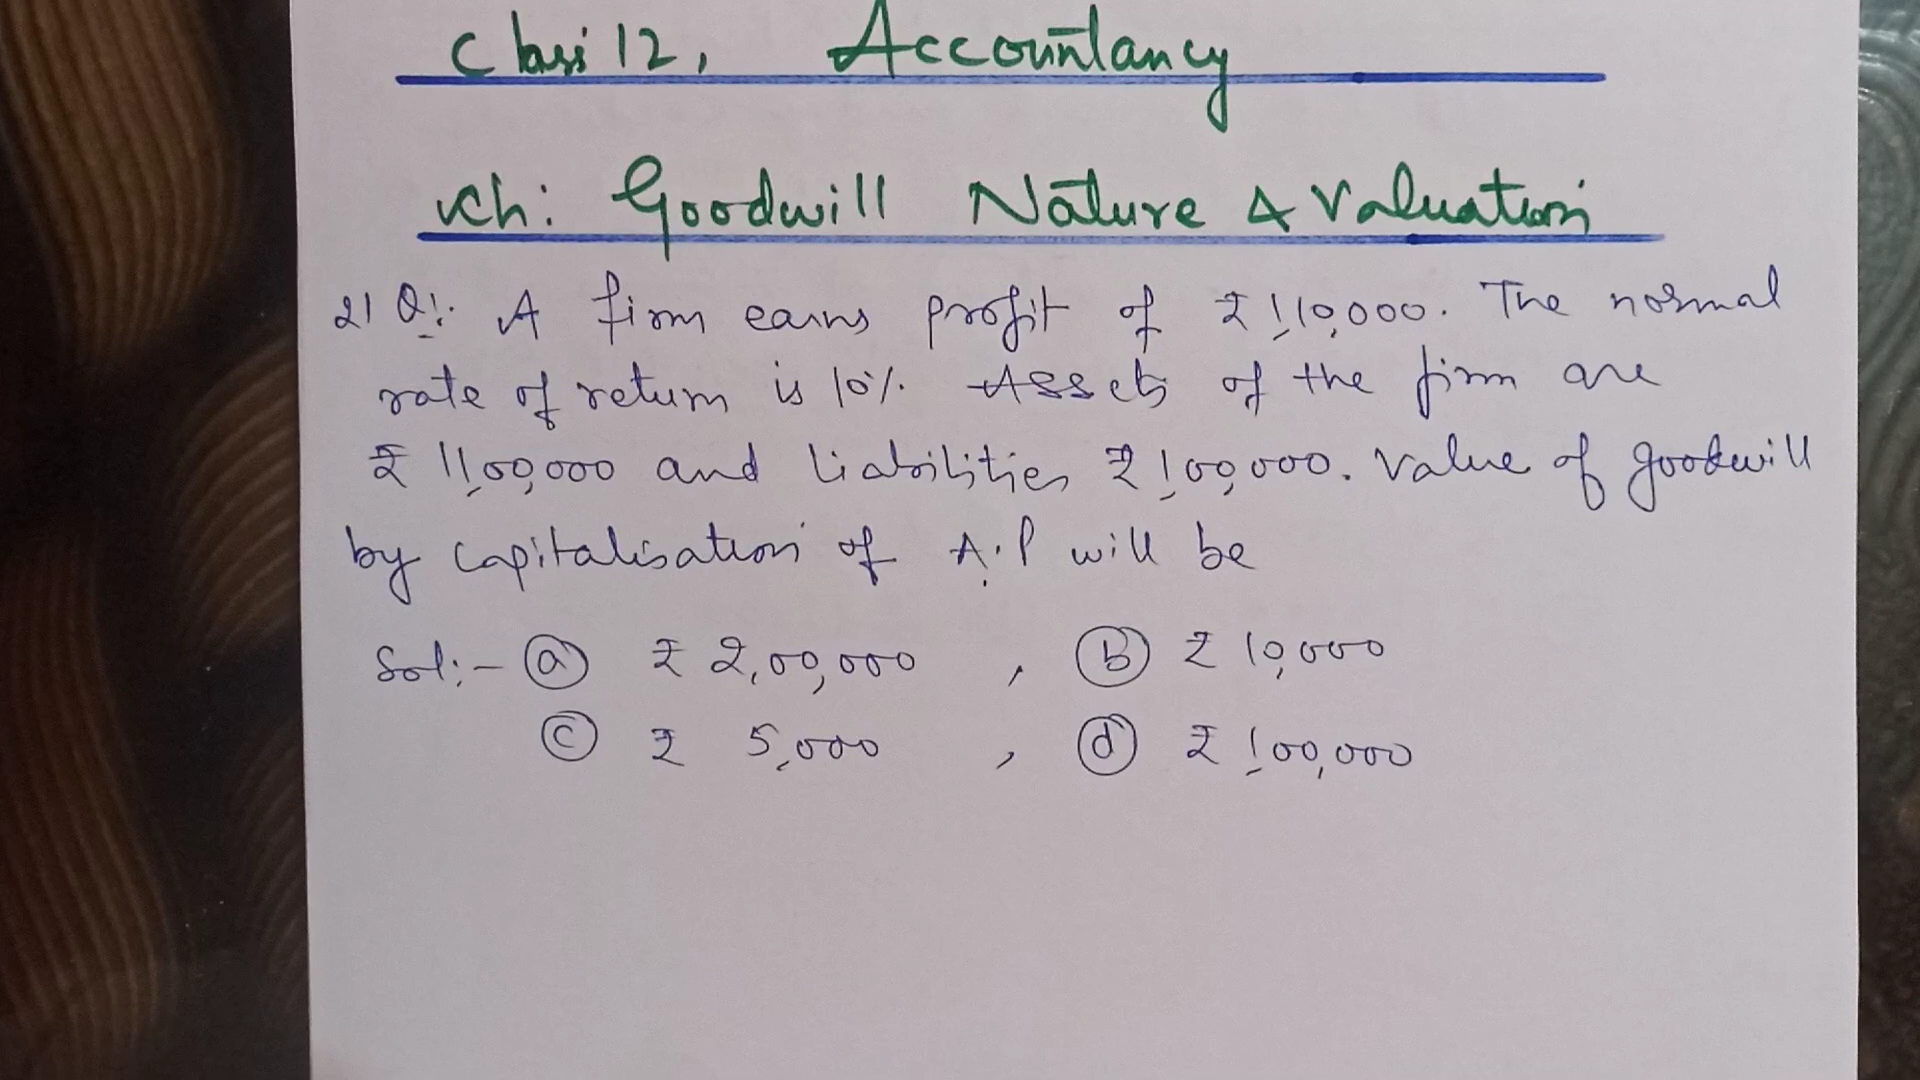 Class 12, Accountancy
Ch: Goodwill Nature & Valuation
21 Q:. A firm earns profit of ₹ 1,10,000. The normal
rate of return is 10%. Assets of the firm are
₹ 11,00,000 and liabilities ₹ 1,00,000. Value of goodwill
by capitalisation of A.P will be
Sol:- (a) ₹ 2,00,000 , (b) ₹ 10,000
(c) ₹ 5,000 , (d) ₹ 1,00,000